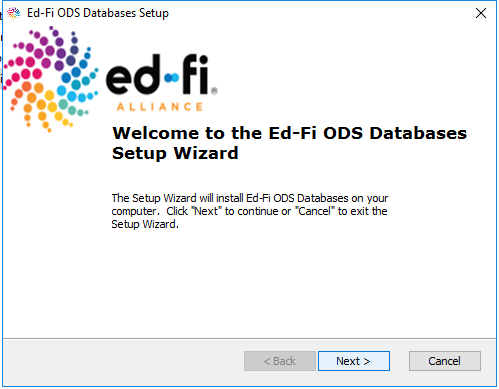 Ed-Fi ODS Databases Setup
ed-fi®
ALLIANCE
Welcome to the Ed-Fi ODS Databases
Setup Wizard
The Setup Wizard will install Ed-Fi ODS Databases on your
computer. Click "Next" to continue or "Cancel" to exit the
Setup Wizard.
< Back
Next >
Cancel